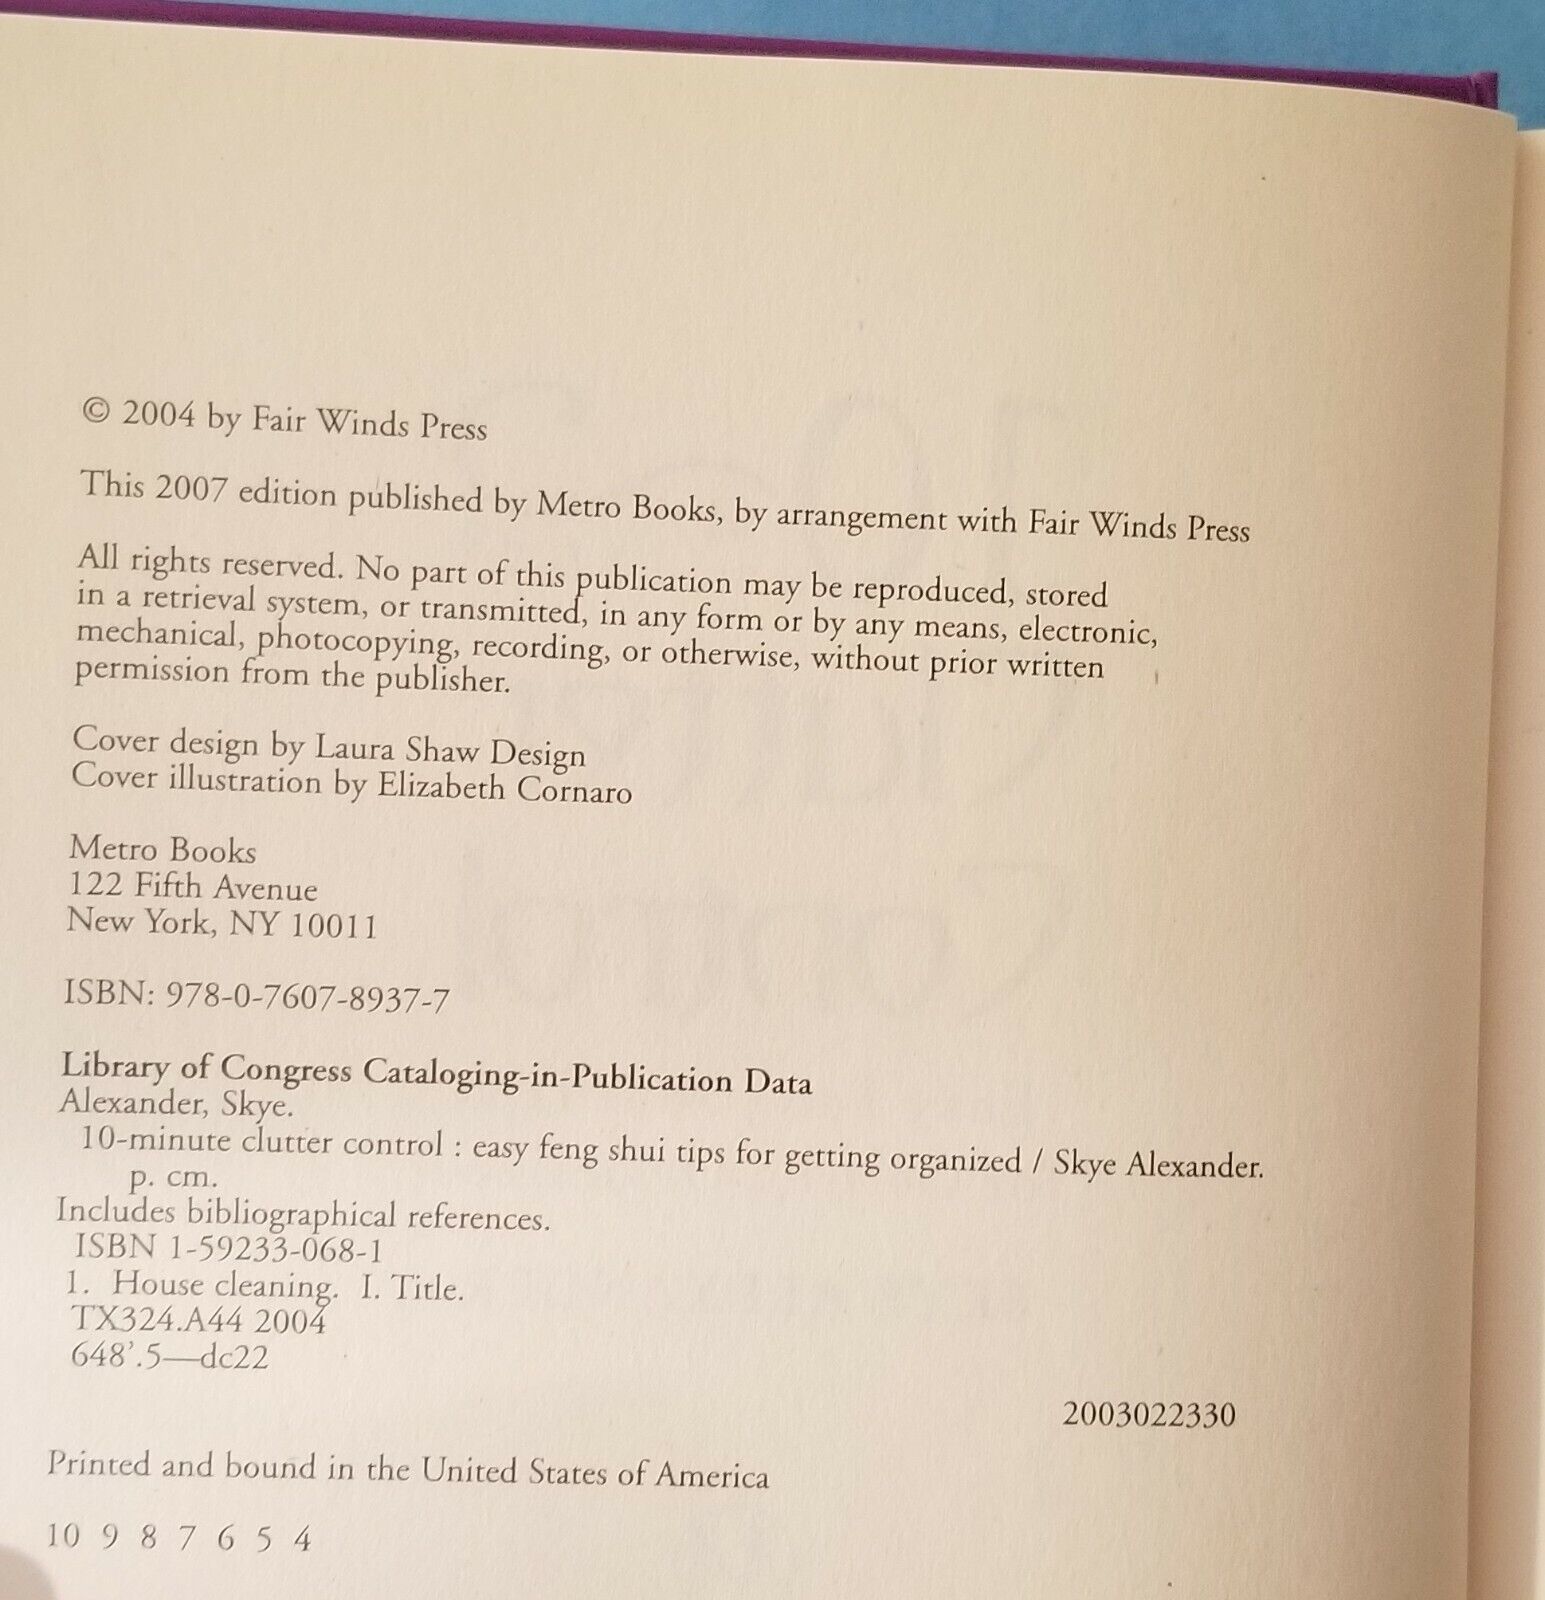 © 2004 by Fair Winds Press
This 2007 edition published by Metro Books, by arrangement with Fair Winds Press
All rights reserved. No part of this publication may be reproduced, stored
in a retrieval system, or transmitted, in any form or by any means, electronic,
mechanical, photocopying, recording, or otherwise, without prior written
permission from the publisher.
Cover design by Laura Shaw Design
Cover illustration by Elizabeth Cornaro
Metro Books
122 Fifth Avenue
New York, NY 10011
ISBN: 978-0-7607-8937-7
Library of Congress Cataloging-in-Publication Data
Alexander, Skye.
10-minute clutter control : easy feng shui tips for getting organized / Skye Alexander.
p. cm.
Includes bibliographical references.
ISBN 1-59233-068-1
1. House cleaning. I. Title.
TX324.A44 2004
648’.5—dc22
2003022330
Printed and bound in the United States of America
10 9 8 7 6 5 4